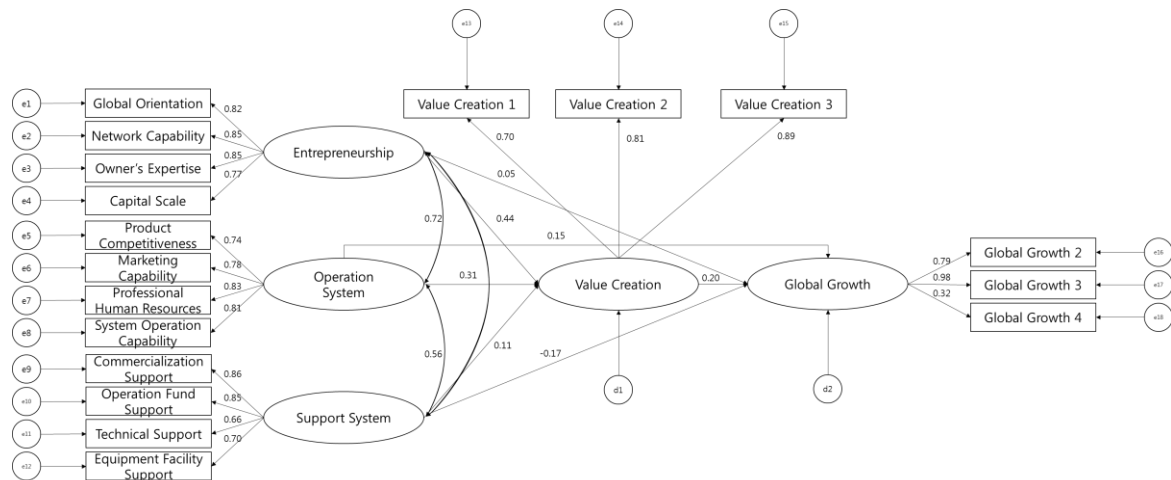 e13
e14
e15
e1
Global Orientation
0.82
Value Creation 1
Value Creation 2
Value Creation 3
e2
Network Capability
0.85
0.70
0.81
0.89
Entrepreneurship
e3
Owner's Expertise
0.85
0.77
0.05
e4
Capital Scale
e5
Product
Competitiveness
0.74
0.72
0.44
0.15
e6
Marketing
Capability
0.78
Global Growth 2
e16
0.79
Operation
System
0.31
Value Creation
0.20
Global Growth
0.98
Global Growth 3
e17
e7
Professional
Human Resources
0.83
0.81
0.32
Global Growth 4
e18
e8
System Operation
Capability
0.11
-0.17
0.56
e9
Commercialization
Support
0.86
d1
d2
e10
Operation Fund
Support
0.85
Support System
0.66
e11
Technical Support
0.70
e12
Equipment Facility
Support